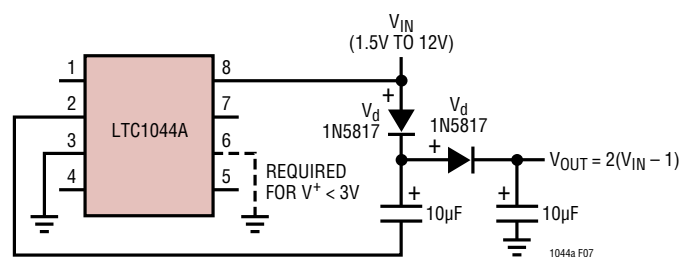 V_IN
(1.5V TO 12V)
1
2
3
4
LTC1044A
8
7
6
5
REQUIRED
FOR V⁺ < 3V
+
V_d
1N5817
V_d
1N5817
+
V_OUT = 2(V_IN – 1)
+
10µF
+
10µF
1044a F07